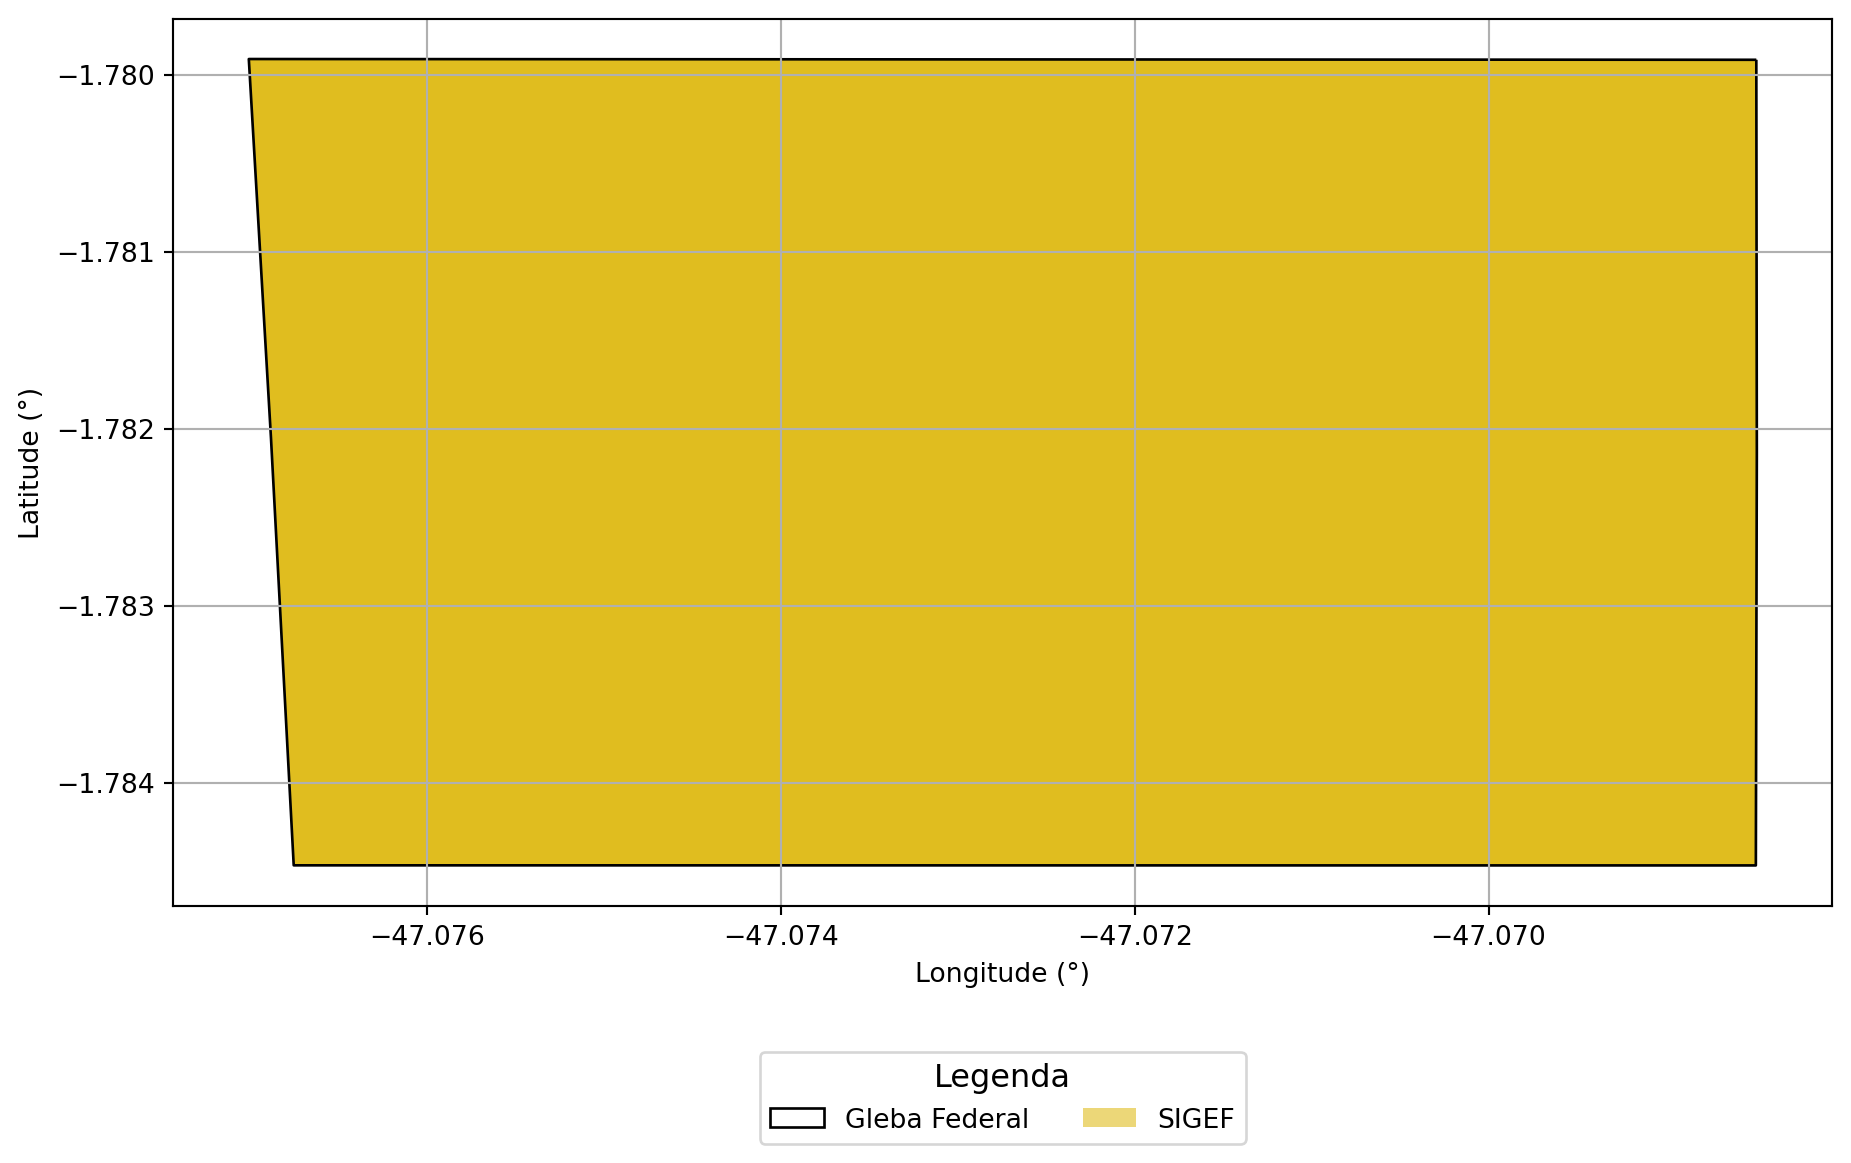 −1.780
−1.781
−1.782
−1.783
−1.784
Latitude (°)
−47.076
−47.074
−47.072
−47.070
Longitude (°)
Legenda
Gleba Federal
SIGEF